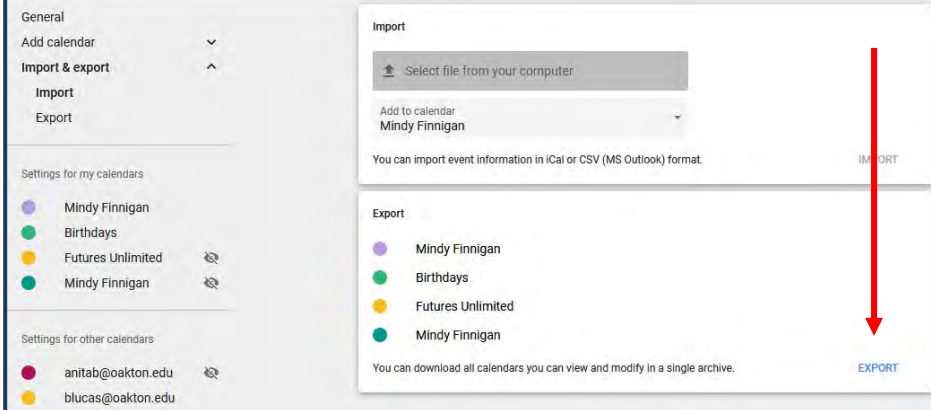 General
Add calendar
Import & export
Import
Export
Settings for my calendars
Mindy Finnigan
Birthdays
Futures Unlimited
Mindy Finnigan
Settings for other calendars
anitab@oakton.edu
blucas@oakton.edu
Import
Select file from your computer
Add to calendar
Mindy Finnigan
You can import event information in iCal or CSV (MS Outlook) format.
IMPORT
Export
Mindy Finnigan
Birthdays
Futures Unlimited
Mindy Finnigan
You can download all calendars you can view and modify in a single archive.
EXPORT